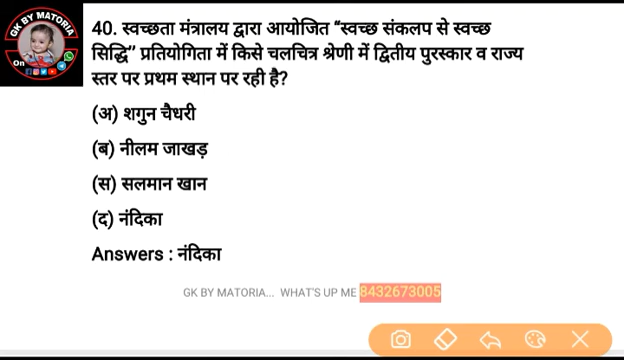 GK BY MATORIA
On
40. स्वच्छता मंत्रालय द्वारा आयोजित “स्वच्छ संकलप से स्वच्छ
सिद्धि” प्रतियोगिता में किसे चलचित्र श्रेणी में द्वितीय पुरस्कार व राज्य
स्तर पर प्रथम स्थान पर रही है?
(अ) शगुन चैधरी
(ब) नीलम जाखड़
(स) सलमान खान
(द) नंदिका
Answers : नंदिका
GK BY MATORIA... WHAT'S UP ME 8432673005